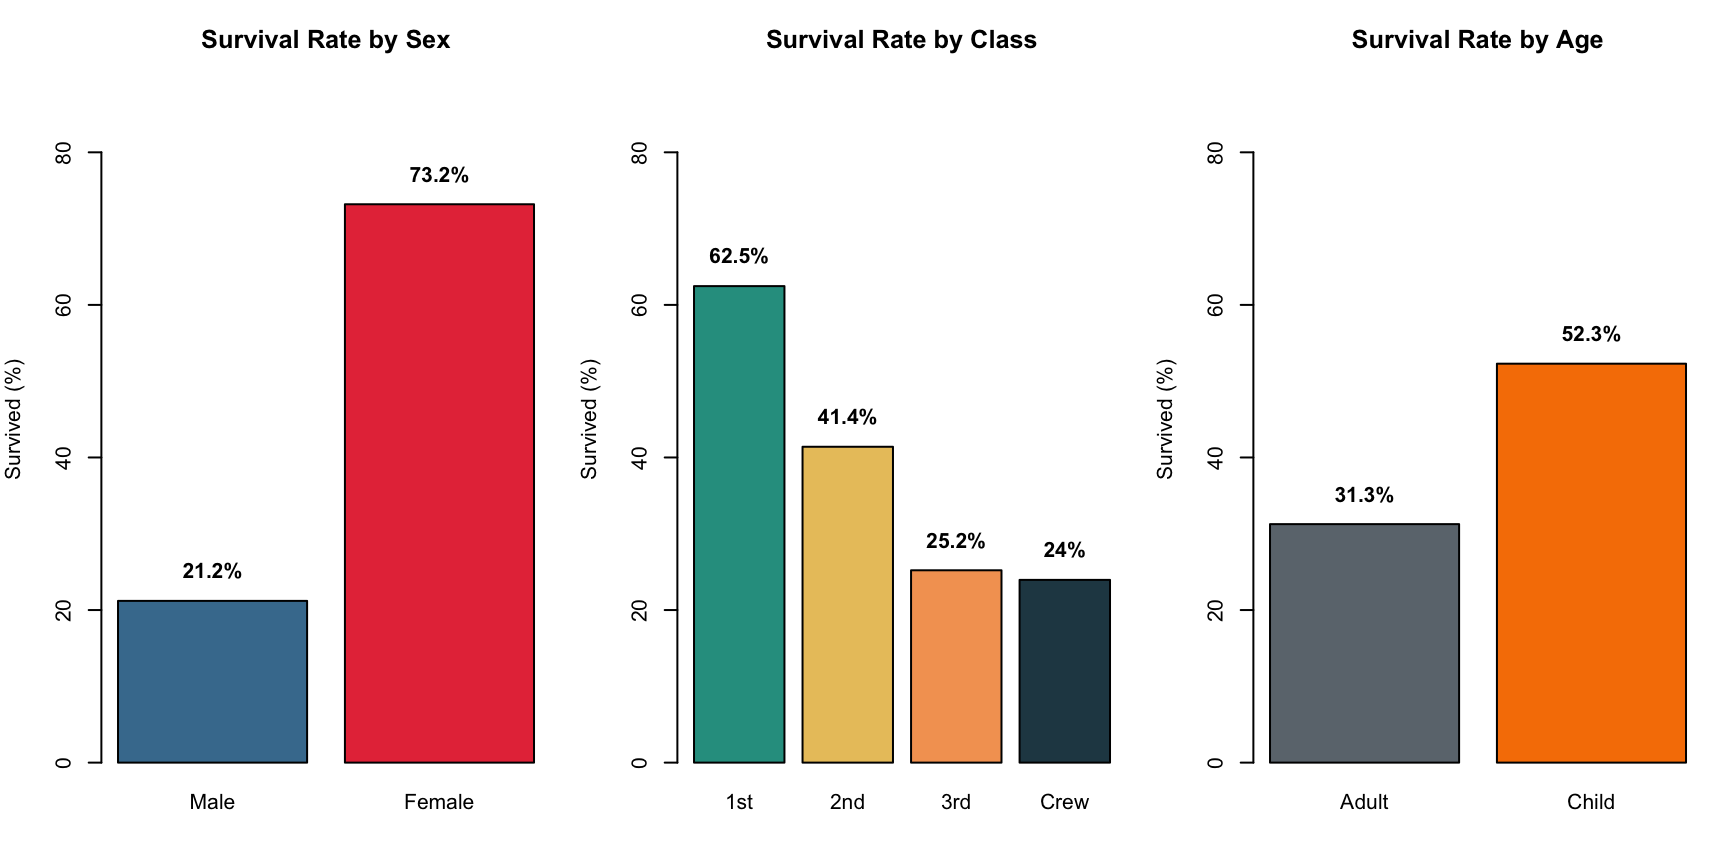 Survival Rate by Sex
Survived (%)
80
60
40
20
0
21.2%
73.2%
Male Female
Survival Rate by Class
Survived (%)
80
60
40
20
0
62.5%
41.4%
25.2%
24%
1st 2nd 3rd Crew
Survival Rate by Age
Survived (%)
80
60
40
20
0
31.3%
52.3%
Adult Child